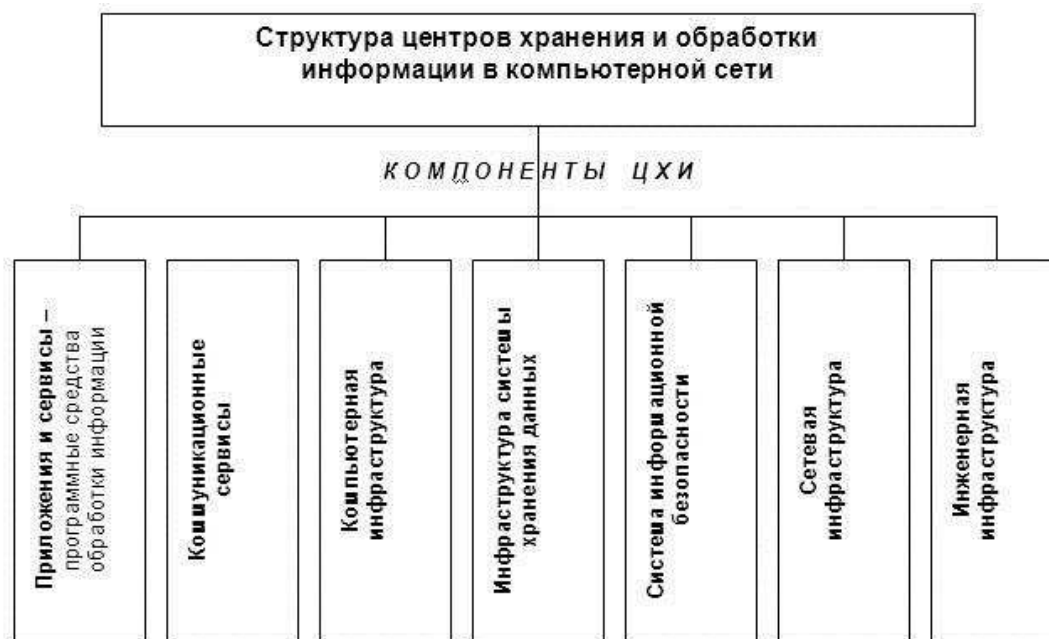 Структура центров хранения и обработки
информации в компьютерной сети
КОМПОНЕНТЫ ЦХИ
Приложения и сервисы –
программные средства
обработки информации
Коммуникационные
сервисы
Компьютерная
инфраструктура
Инфраструктура системы
хранения данных
Система информационной
безопасности
Сетевая
инфраструктура
Инженерная
инфраструктура